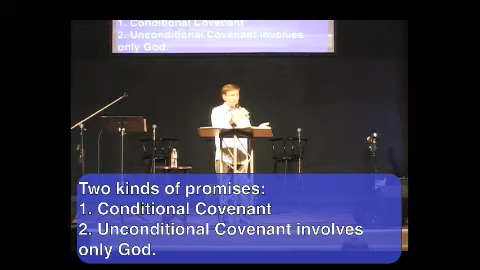 1. Conditional Covenant
2. Unconditional Covenant involves
only God.
Two kinds of promises:
1. Conditional Covenant
2. Unconditional Covenant involves
only God.